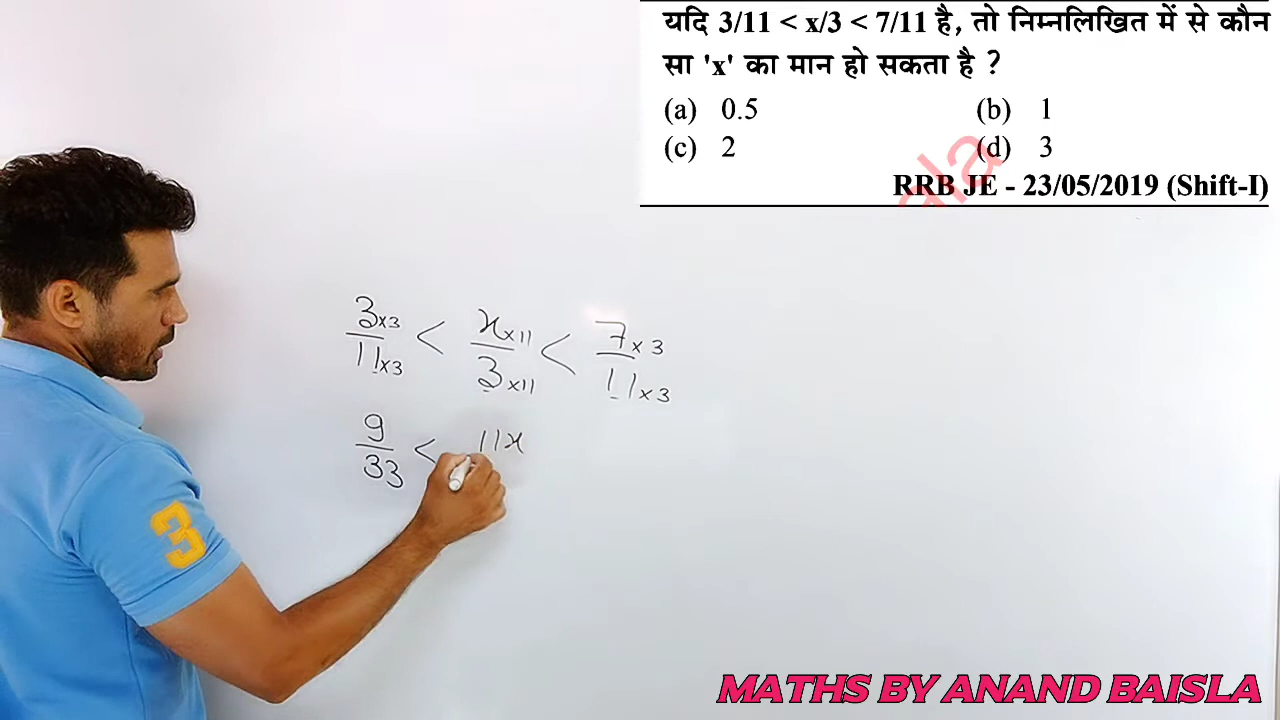 यदि 3/11 < x/3 < 7/11 है, तो निम्नलिखित में से कौन
सा 'x' का मान हो सकता है ?
(a) 0.5 (b) 1
(c) 2 (d) 3
RRB JE - 23/05/2019 (Shift-I)
3×3/11×3 < x×11/3×11 < 7×3/11×3
9/33 < 11x
3
MATHS BY ANAND BAISLA